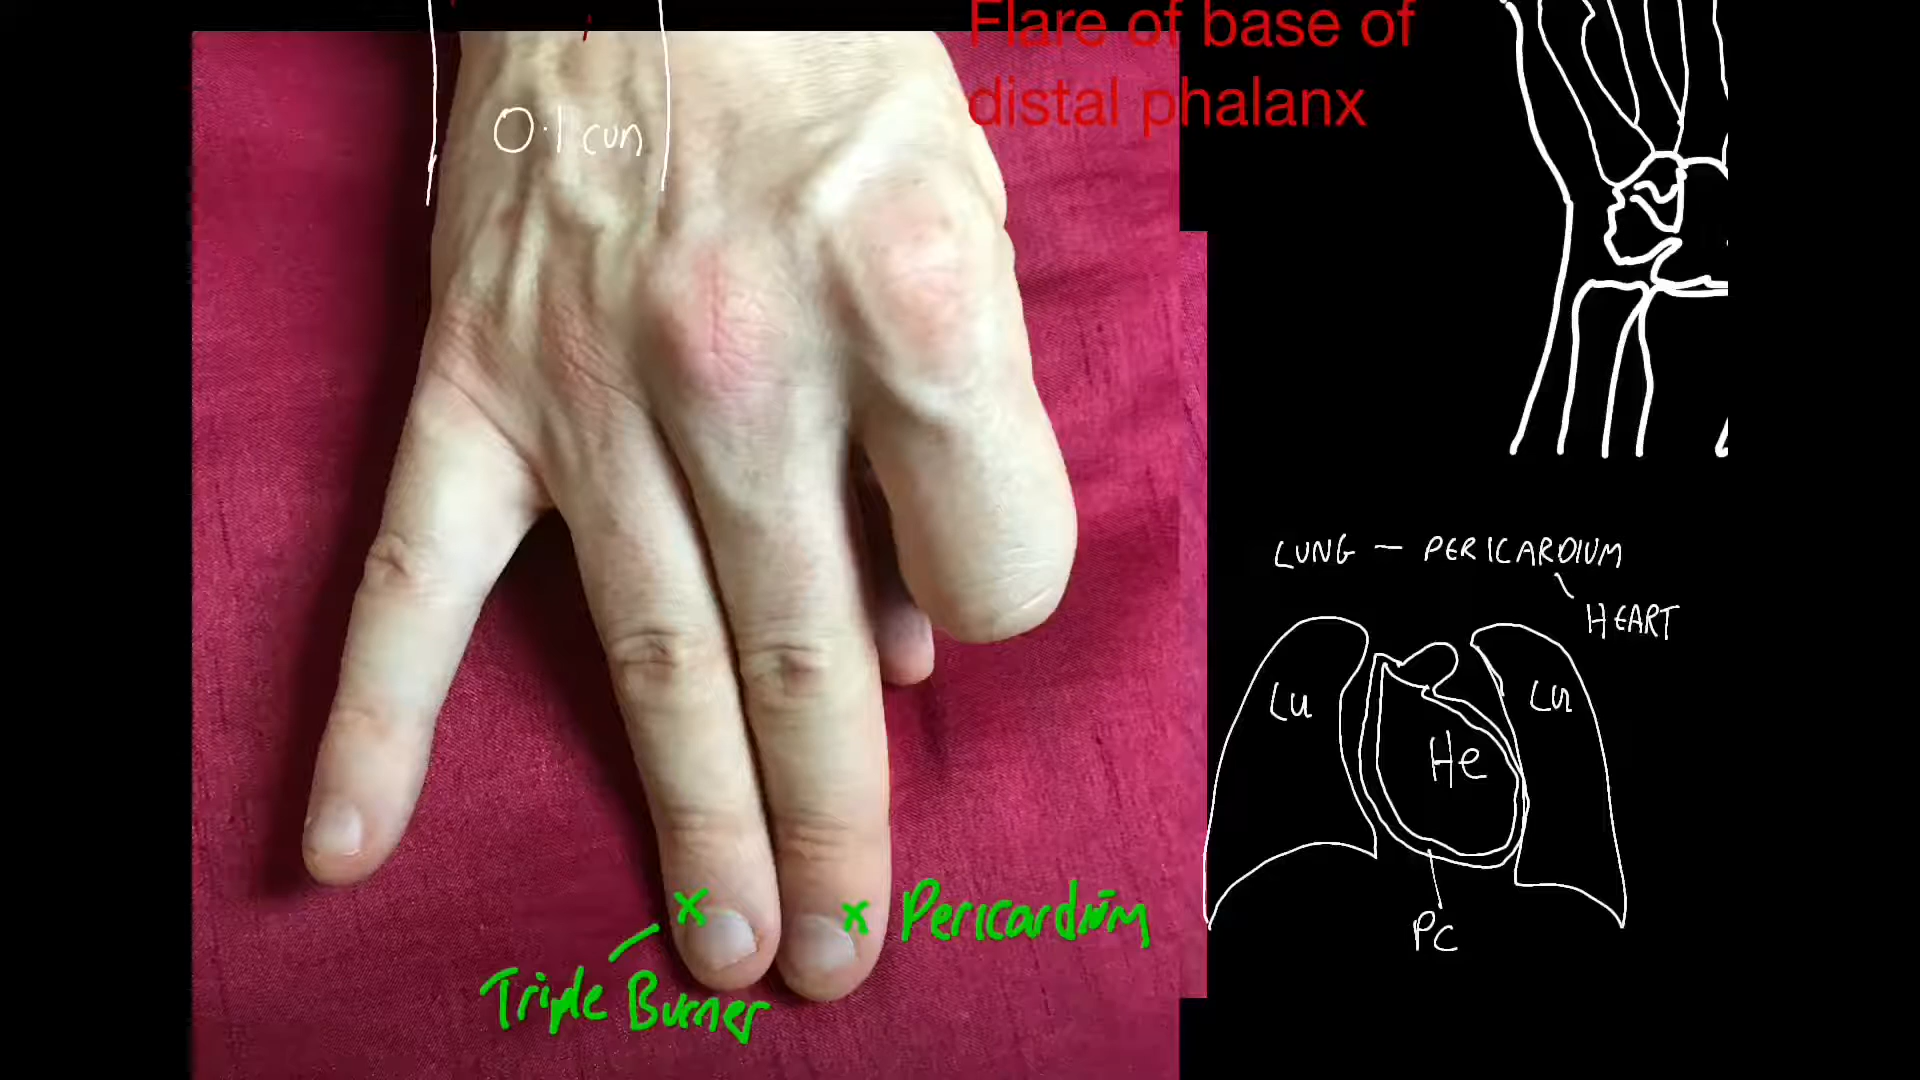 Flare of base of
distal phalanx
0.1 cun
LUNG — PERICARDIUM
HEART
Lu
Lu
He
PC
Pericardium
Triple Burner